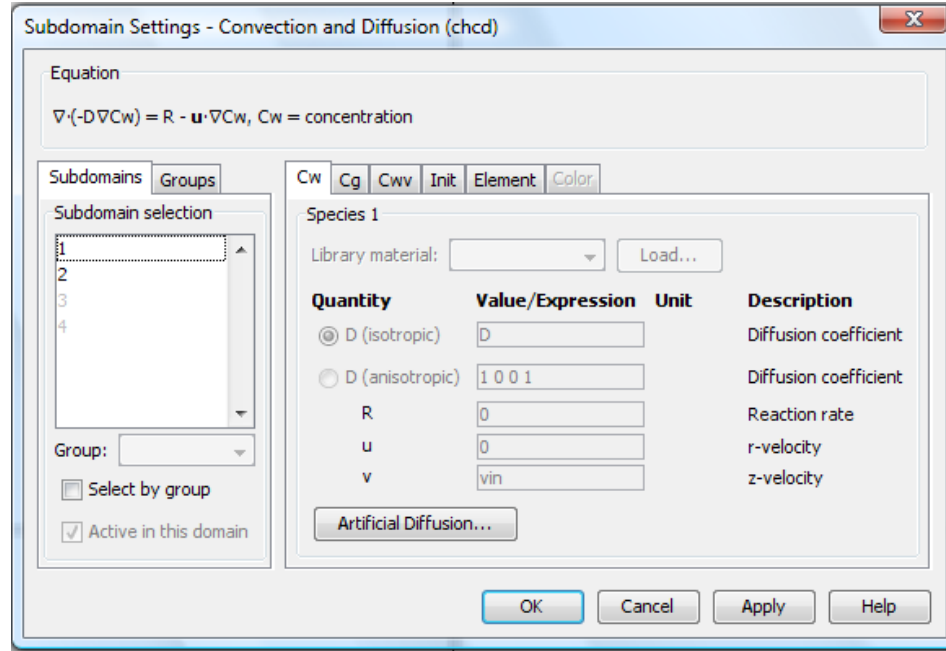 Subdomain Settings - Convection and Diffusion (chcd)
Equation
∇·(-D∇Cw) = R - u·∇Cw, Cw = concentration
Subdomains Groups
Subdomain selection
1
2
3
4
Group:
Select by group
Active in this domain
Cw Cg Cwv Init Element Color
Species 1
Library material: Load...
Quantity Value/Expression Unit Description
D (isotropic) D Diffusion coefficient
D (anisotropic) 1 0 0 1 Diffusion coefficient
R 0 Reaction rate
u 0 r-velocity
v vin z-velocity
Artificial Diffusion...
OK Cancel Apply Help